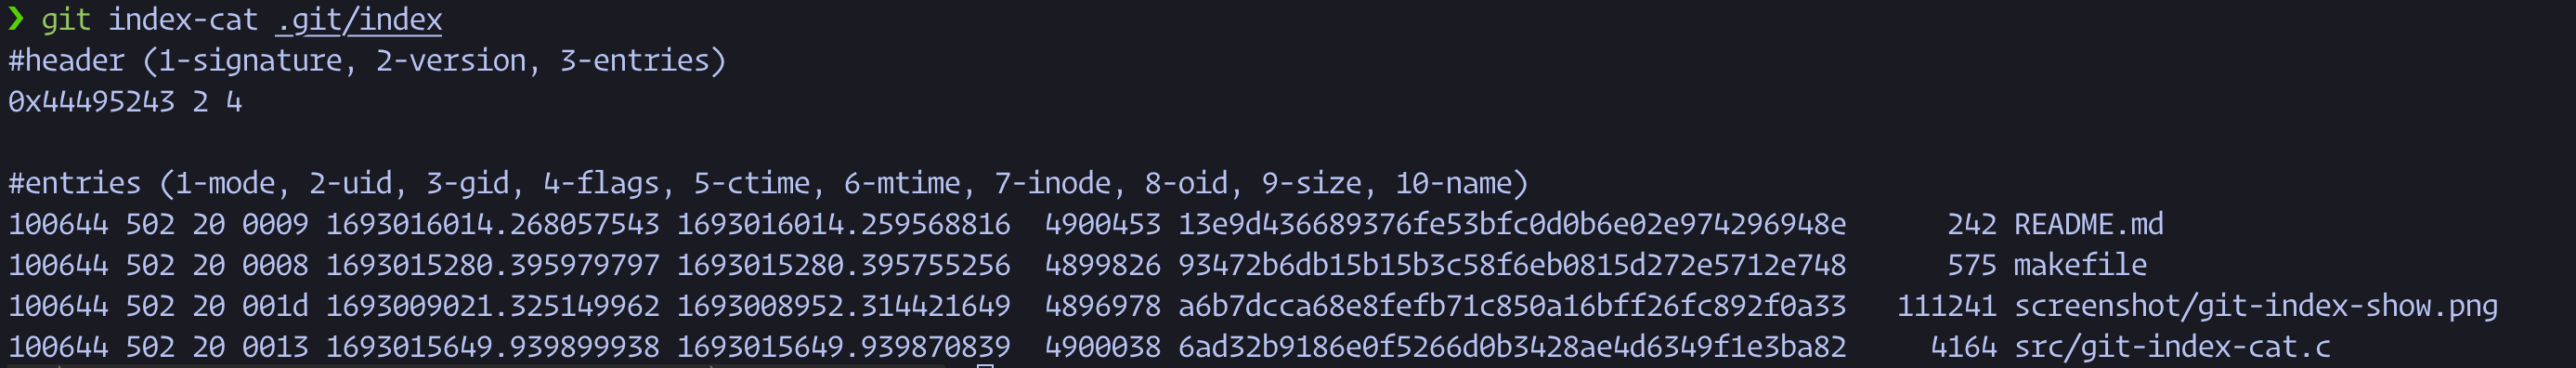 ❯ git index-cat .git/index
#header (1-signature, 2-version, 3-entries)
0x44495243 2 4
#entries (1-mode, 2-uid, 3-gid, 4-flags, 5-ctime, 6-mtime, 7-inode, 8-oid, 9-size, 10-name)
100644 502 20 0009 1693016014.268057543 1693016014.259568816  4900453 13e9d436689376fe53bfc0d0b6e02e974296948e      242 README.md
100644 502 20 0008 1693015280.395979797 1693015280.395755256  4899826 93472b6db15b15b3c58f6eb0815d272e5712e748      575 makefile
100644 502 20 001d 1693009021.325149962 1693008952.314421649  4896978 a6b7dcca68e8fefb71c850a16bff26fc892f0a33   111241 screenshot/git-index-show.png
100644 502 20 0013 1693015649.939899938 1693015649.939870839  4900038 6ad32b9186e0f5266d0b3428ae4d6349f1e3ba82     4164 src/git-index-cat.c